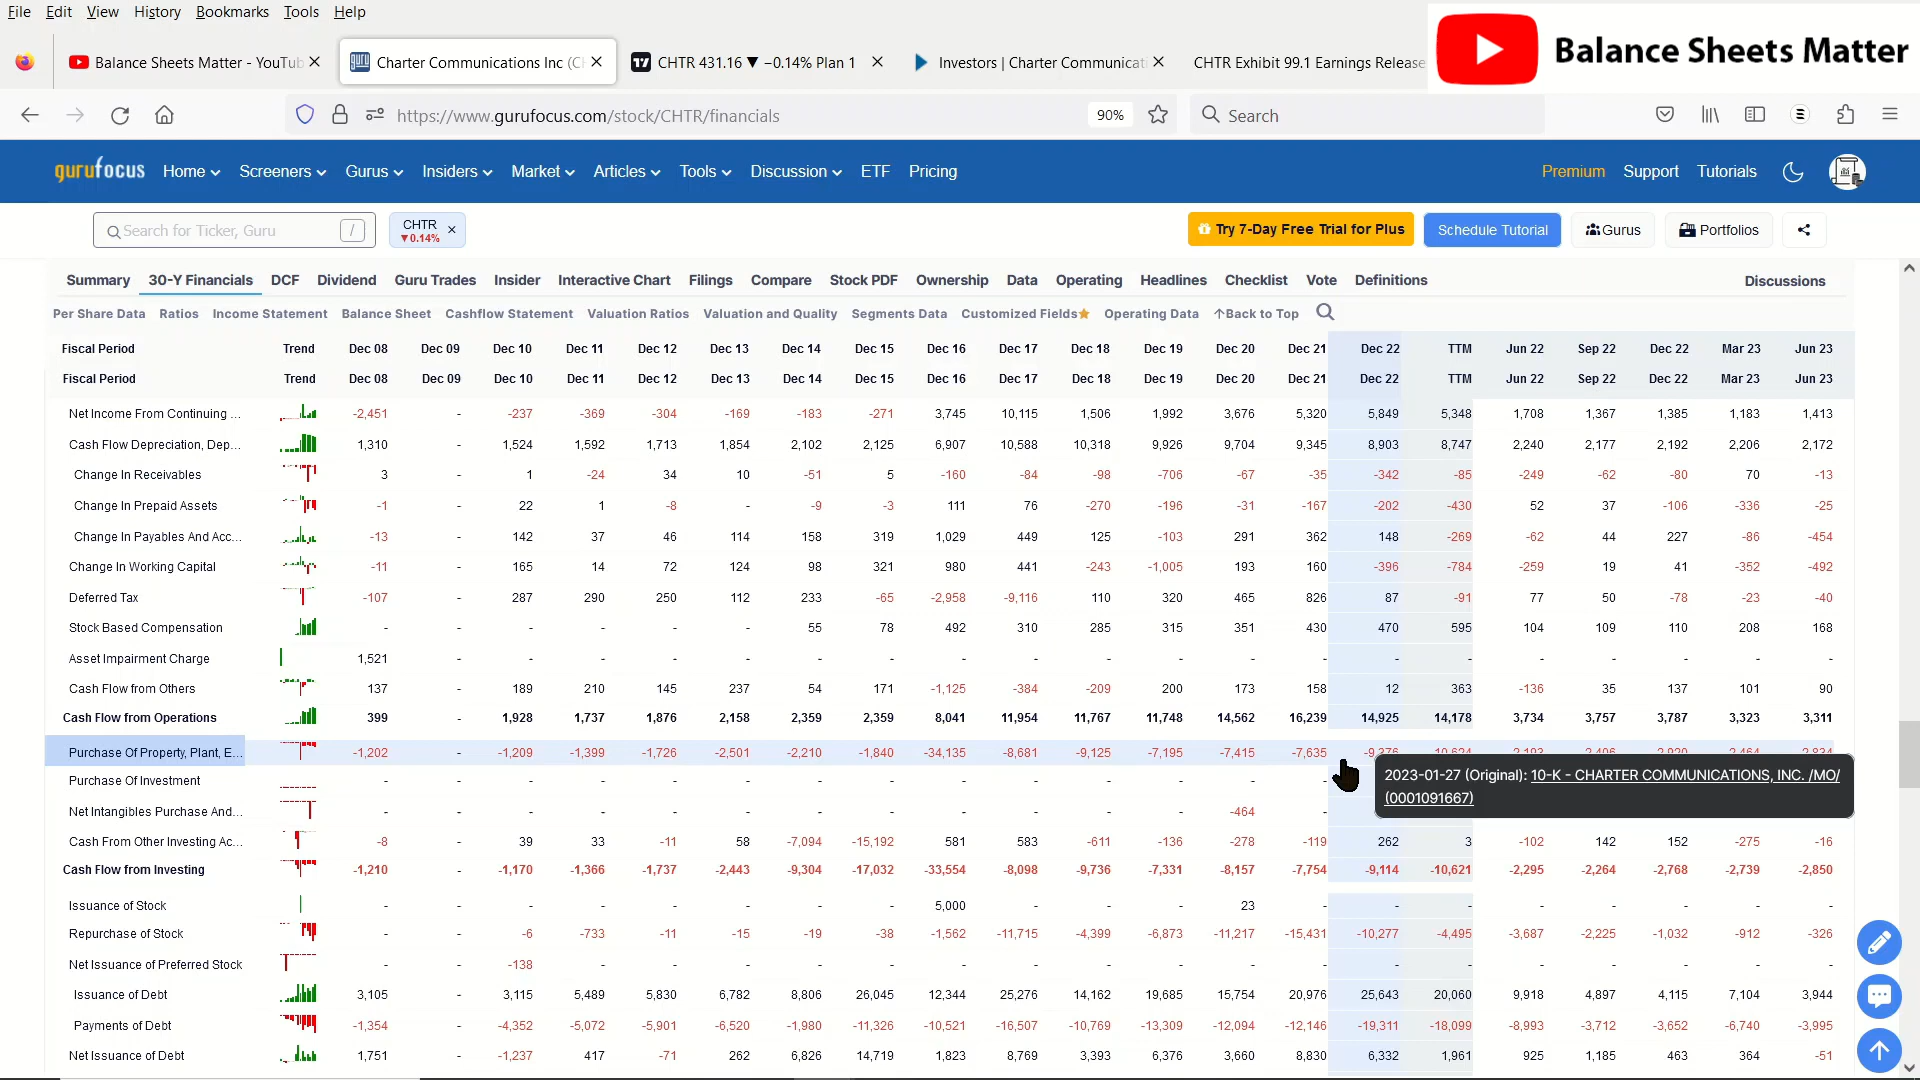 File Edit View History Bookmarks Tools Help
Balance Sheets Matter - YouTub
Charter Communications Inc (C
CHTR 431.16 ▼ −0.14% Plan 1
Investors | Charter Communicati
CHTR Exhibit 99.1 Earnings Release
Balance Sheets Matter
https://www.gurufocus.com/stock/CHTR/financials 90% Search
gurufocus Home Screeners Gurus Insiders Market Articles Tools Discussion ETF Pricing Premium Support Tutorials
Search for Ticker, Guru / CHTR ▼0.14% × Try 7-Day Free Trial for Plus Schedule Tutorial Gurus Portfolios
Summary 30-Y Financials DCF Dividend Guru Trades Insider Interactive Chart Filings Compare Stock PDF Ownership Data Operating Headlines Checklist Vote Definitions Discussions
Per Share Data Ratios Income Statement Balance Sheet Cashflow Statement Valuation Ratios Valuation and Quality Segments Data Customized Fields Operating Data ↑Back to Top
Fiscal Period Trend Dec 08 Dec 09 Dec 10 Dec 11 Dec 12 Dec 13 Dec 14 Dec 15 Dec 16 Dec 17 Dec 18 Dec 19 Dec 20 Dec 21 Dec 22 TTM Jun 22 Sep 22 Dec 22 Mar 23 Jun 23
Fiscal Period Trend Dec 08 Dec 09 Dec 10 Dec 11 Dec 12 Dec 13 Dec 14 Dec 15 Dec 16 Dec 17 Dec 18 Dec 19 Dec 20 Dec 21 Dec 22 TTM Jun 22 Sep 22 Dec 22 Mar 23 Jun 23
Net Income From Continuing ... -2,451 - -237 -369 -304 -169 -183 -271 3,745 10,115 1,506 1,992 3,676 5,320 5,849 5,348 1,708 1,367 1,385 1,183 1,413
Cash Flow Depreciation, Dep... 1,310 - 1,524 1,592 1,713 1,854 2,102 2,125 6,907 10,588 10,318 9,926 9,704 9,345 8,903 8,747 2,240 2,177 2,192 2,206 2,172
Change In Receivables 3 - 1 -24 34 10 -51 5 -160 -84 -98 -706 -67 -35 -342 -85 -249 -62 -80 70 -13
Change In Prepaid Assets -1 - 22 1 -8 - -9 -3 111 76 -270 -196 -31 -167 -202 -430 52 37 -106 -336 -25
Change In Payables And Acc... -13 - 142 37 46 114 158 319 1,029 449 125 -103 291 362 148 -269 -62 44 227 -86 -454
Change In Working Capital -11 - 165 14 72 124 98 321 980 441 -243 -1,005 193 160 -396 -784 -259 19 41 -352 -492
Deferred Tax -107 - 287 290 250 112 233 -65 -2,958 -9,116 110 320 465 826 87 -91 77 50 -78 -23 -40
Stock Based Compensation - - - - - - 55 78 492 310 285 315 351 430 470 595 104 109 110 208 168
Asset Impairment Charge 1,521 - - - - - - - - - - - - - - - - - - - -
Cash Flow from Others 137 - 189 210 145 237 54 171 -1,125 -384 -209 200 173 158 12 363 -136 35 137 101 90
Cash Flow from Operations 399 - 1,928 1,737 1,876 2,158 2,359 2,359 8,041 11,954 11,767 11,748 14,562 16,239 14,925 14,178 3,734 3,757 3,787 3,323 3,311
Purchase Of Property, Plant, E... -1,202 - -1,209 -1,399 -1,726 -2,501 -2,210 -1,840 -34,135 -8,681 -9,125 -7,195 -7,415 -7,635
2023-01-27 (Original): 10-K - CHARTER COMMUNICATIONS, INC. /MO/
(0001091667)
Purchase Of Investment - - - - - - - - - - - - - -
Net Intangibles Purchase And... - - - - - - - - - - - - -464 -
Cash From Other Investing Ac... -8 - 39 33 -11 58 -7,094 -15,192 581 583 -611 -136 -278 -119 262 3 -102 142 152 -275 -16
Cash Flow from Investing -1,210 - -1,170 -1,366 -1,737 -2,443 -9,304 -17,032 -33,554 -8,098 -9,736 -7,331 -8,157 -7,754 -9,114 -10,621 -2,295 -2,264 -2,768 -2,739 -2,850
Issuance of Stock - - - - - - - - 5,000 - - - 23 - - - - - - - -
Repurchase of Stock - - -6 -733 -11 -15 -19 -38 -1,562 -11,715 -4,399 -6,873 -11,217 -15,431 -10,277 -4,495 -3,687 -2,225 -1,032 -912 -326
Net Issuance of Preferred Stock - - -138 - - - - - - - - - - - - - - - - - -
Issuance of Debt 3,105 - 3,115 5,489 5,830 6,782 8,806 26,045 12,344 25,276 14,162 19,685 15,754 20,976 25,643 20,060 9,918 4,897 4,115 7,104 3,944
Payments of Debt -1,354 - -4,352 -5,072 -5,901 -6,520 -1,980 -11,326 -10,521 -16,507 -10,769 -13,309 -12,094 -12,146 -19,311 -18,099 -8,993 -3,712 -3,652 -6,740 -3,995
Net Issuance of Debt 1,751 - -1,237 417 -71 262 6,826 14,719 1,823 8,769 3,393 6,376 3,660 8,830 6,332 1,961 925 1,185 463 364 -51